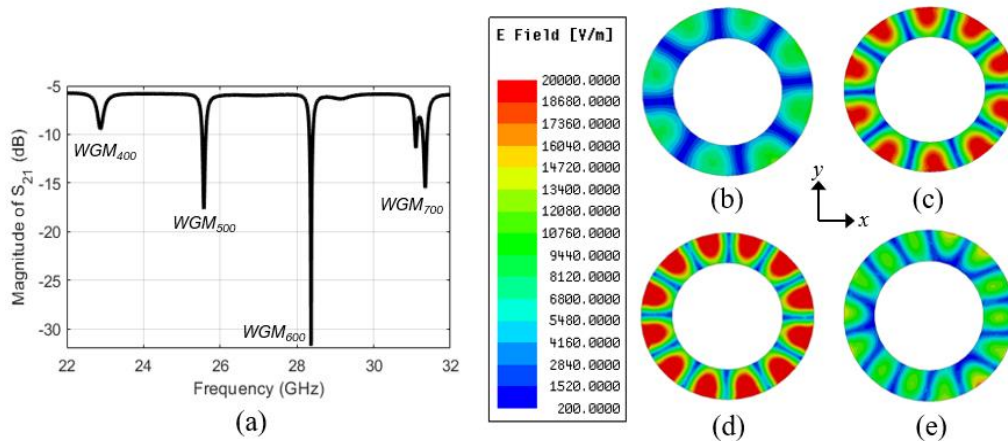 -5
-10
-15
-20
-25
-30
Magnitude of S21 (dB)
WGM400
WGM500
WGM600
WGM700
22
24
26
28
30
32
Frequency (GHz)
(a)
E Field [V/m]
20000.0000
18680.0000
17360.0000
16040.0000
14720.0000
13400.0000
12080.0000
10760.0000
9440.0000
8120.0000
6800.0000
5480.0000
4160.0000
2840.0000
1520.0000
200.0000
(b)
(c)
y
x
(d)
(e)